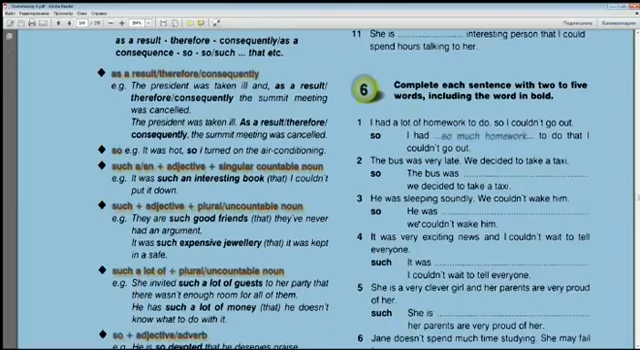 as a result - therefore - consequently/as a
consequence - so - so/such ... that etc.
as a result/therefore/consequently
e.g. The president was taken ill and, as a result/
therefore/consequently the summit meeting
was cancelled.
The president was taken ill. As a result/therefore/
consequently, the summit meeting was cancelled.
so e.g. It was hot, so I turned on the air-conditioning.
such a/an + adjective + singular countable noun
e.g. It was such an interesting book (that) I couldn't
put it down.
such + adjective + plural/uncountable noun
e.g. They are such good friends (that) they've never
had an argument.
It was such expensive jewellery (that) it was kept
in a safe.
such a lot of + plural/uncountable noun
e.g. She invited such a lot of guests to her party that
there wasn't enough room for all of them.
He has such a lot of money (that) he doesn't
know what to do with it.
so + adjective/adverb
e.g. He is so devoted that he deserves praise
11 She is .................... interesting person that I could
spend hours talking to her.
6 Complete each sentence with two to five
words, including the word in bold.
1 I had a lot of homework to do, so I couldn't go out.
so I had ...so much homework... to do that I
couldn't go out.
2 The bus was very late. We decided to take a taxi.
so The bus was ....................
we decided to take a taxi.
3 He was sleeping soundly. We couldn't wake him.
so He was ....................
we couldn't wake him.
4 It was very exciting news and I couldn't wait to tell
everyone.
such It was ....................
I couldn't wait to tell everyone.
5 She is a very clever girl and her parents are very proud
of her.
such She is ....................
her parents are very proud of her.
6 Jane doesn't spend much time studying. She may fail